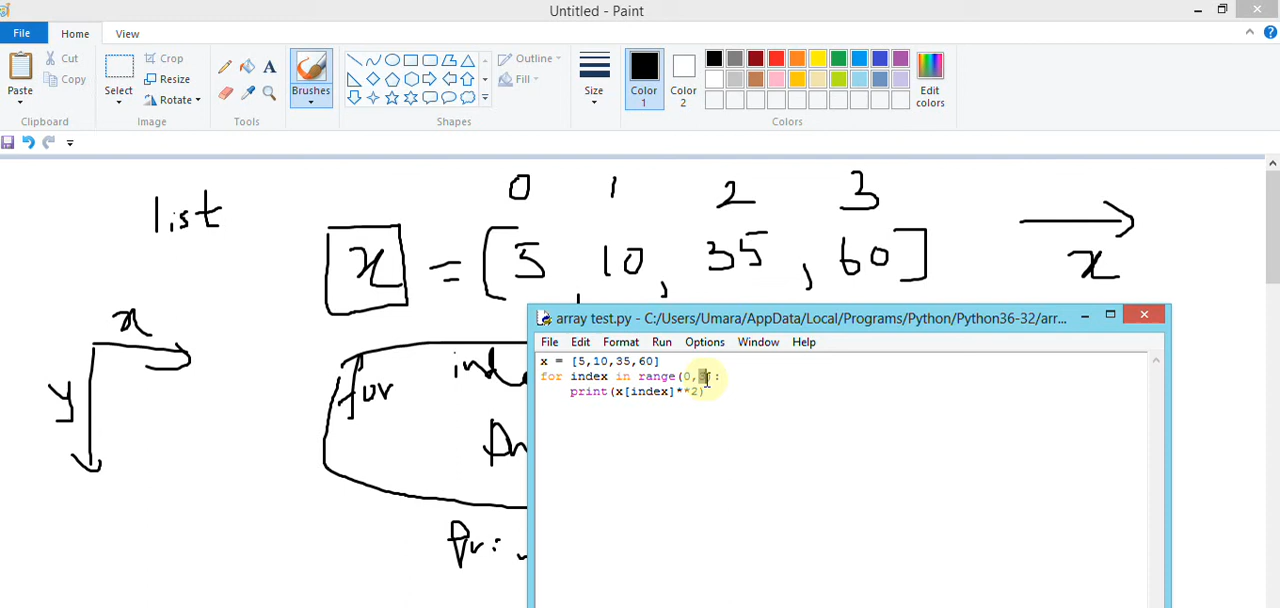 Untitled - Paint
File Home View
Paste Cut Copy
Select Crop Resize Rotate
Brushes
Outline Fill
Size
Color 1 Color 2
Edit colors
Clipboard Image Tools Shapes Colors
0 1 2 3
list x = [5, 10, 35, 60] x
x
y
for
array test.py - C:/Users/Umara/AppData/Local/Programs/Python/Python36-32/arr...
File Edit Format Run Options Window Help
x = [5,10,35,60]
for index in range(0,
print(x[index]**2)